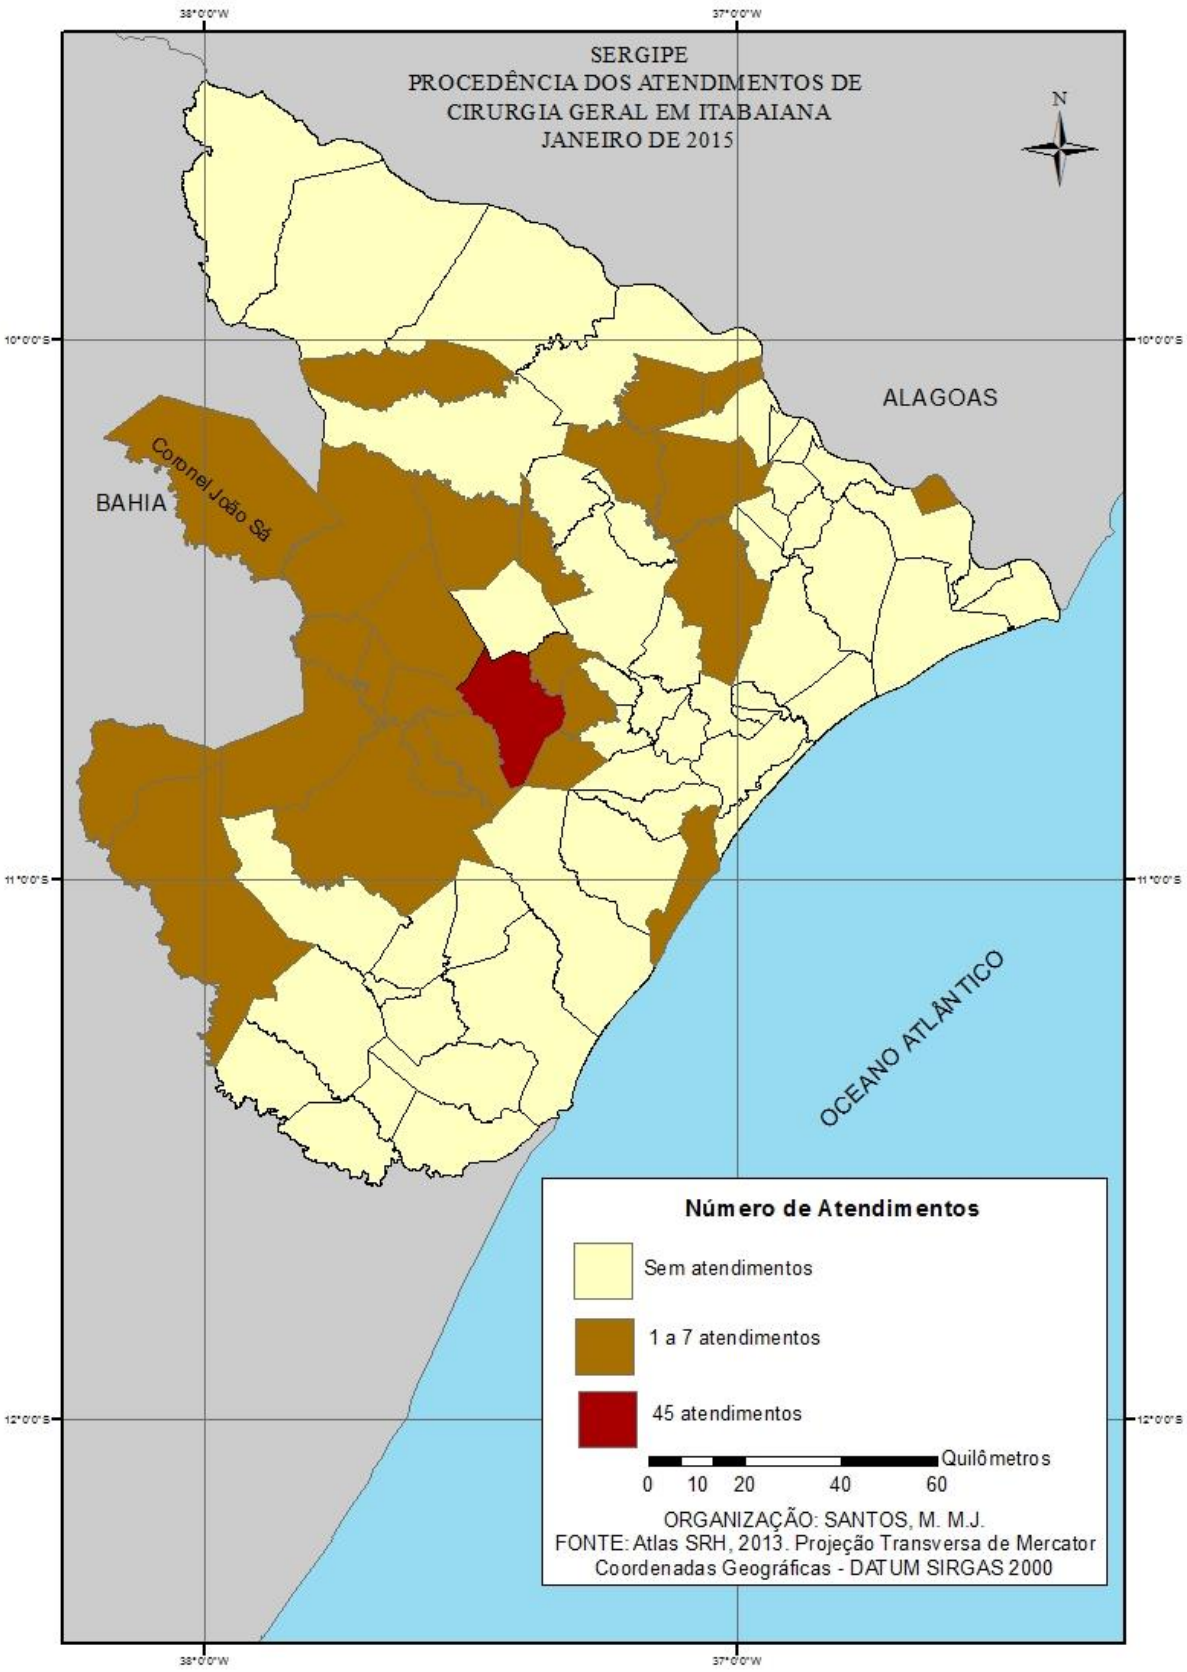 38°0'0"W
37°0'0"W
SERGIPE
PROCEDÊNCIA DOS ATENDIMENTOS DE
CIRURGIA GERAL EM ITABAIANA
JANEIRO DE 2015
N
10°0'0"S
10°0'0"S
ALAGOAS
Coronel João Sá
BAHIA
11°0'0"S
11°0'0"S
OCEANO ATLÂNTICO
Número de Atendimentos
Sem atendimentos
1 a 7 atendimentos
45 atendimentos
12°0'0"S
12°0'0"S
Quilômetros
0 10 20 40 60
ORGANIZAÇÃO: SANTOS, M. M.J.
FONTE: Atlas SRH, 2013. Projeção Transversa de Mercator
Coordenadas Geográficas - DATUM SIRGAS 2000
38°0'0"W
37°0'0"W